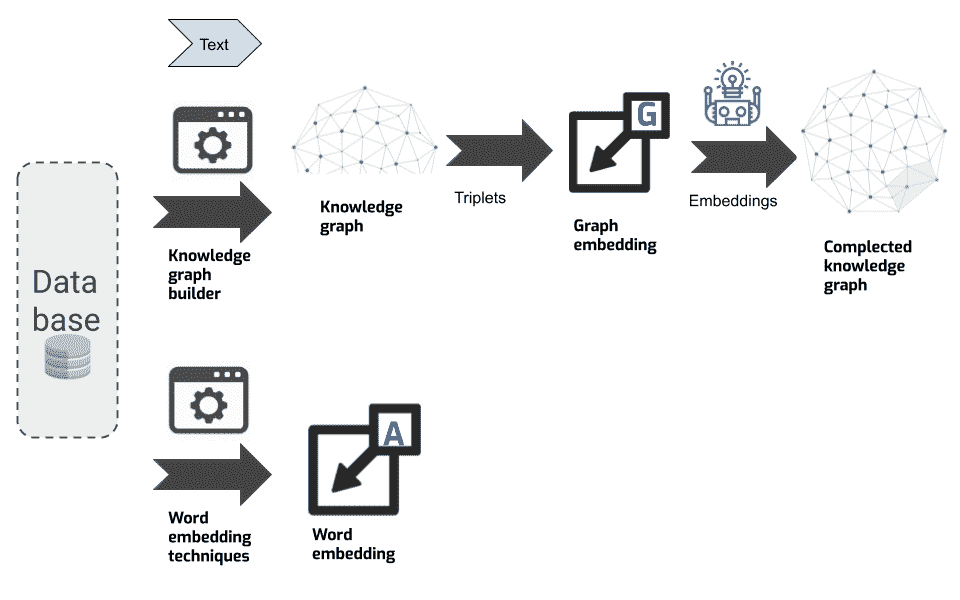 Text
Data
base
Knowledge
graph
builder
Knowledge
graph
Triplets
G
Graph
embedding
Embeddings
Complected
knowledge
graph
Word
embedding
techniques
A
Word
embedding